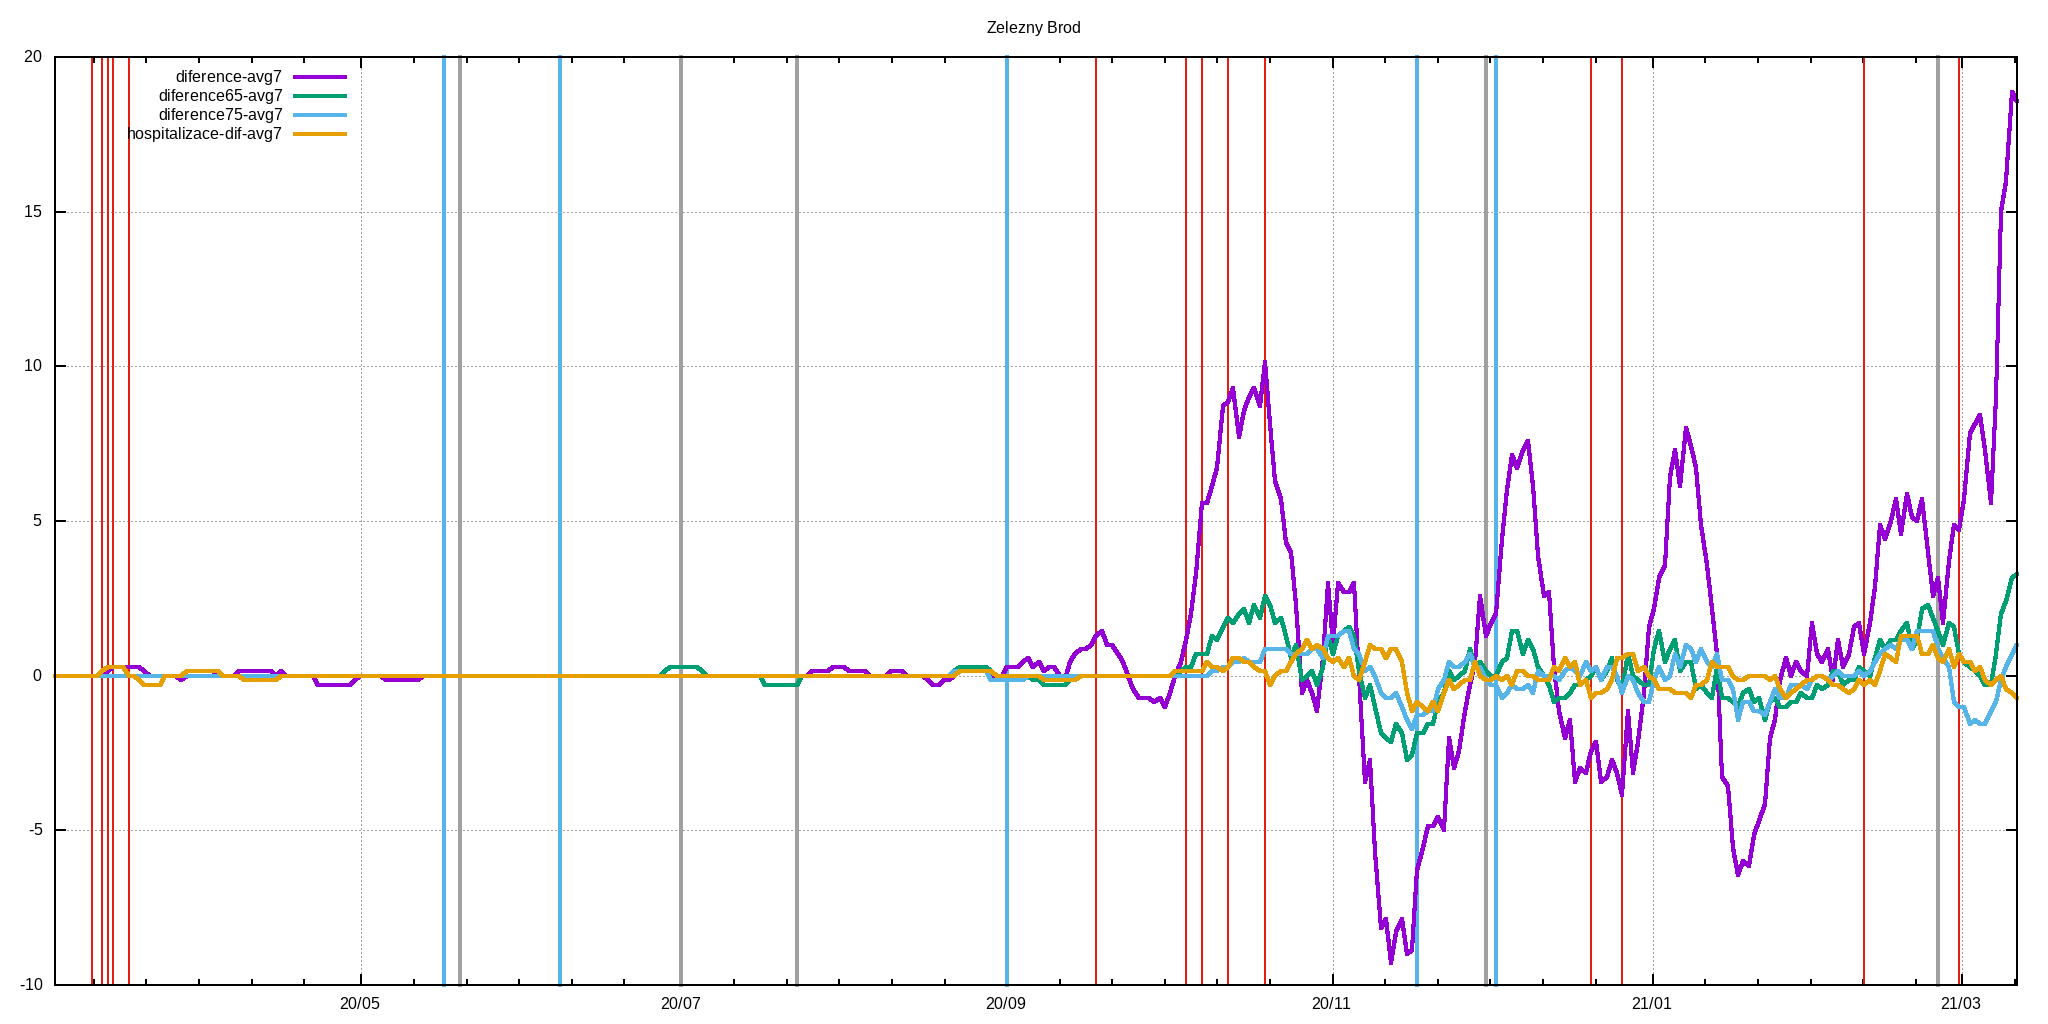 Zelezny Brod
20
diference-avg7
diference65-avg7
diference75-avg7
hospitalizace-dif-avg7
15
10
5
0
-5
-10
20/05 20/07 20/09 20/11 21/01 21/03